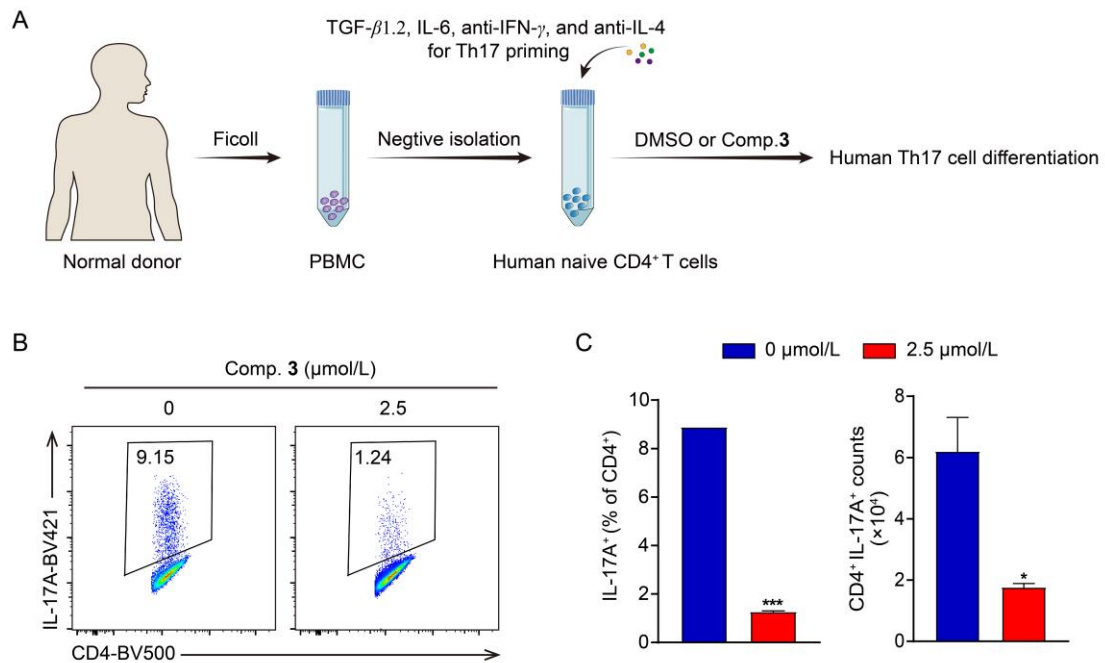 A
TGF-β1.2, IL-6, anti-IFN-γ, and anti-IL-4
for Th17 priming
Ficoll
Negtive isolation
DMSO or Comp.3
Human Th17 cell differentiation
Normal donor
PBMC
Human naive CD4⁺ T cells
B
Comp. 3 (μmol/L)
0
2.5
9.15
1.24
IL-17A-BV421
CD4-BV500
C
0 μmol/L
2.5 μmol/L
IL-17A⁺ (% of CD4⁺)
10
8
6
4
2
0
***
CD4⁺ IL-17A⁺ counts
(×10⁴)
8
6
4
2
0
*